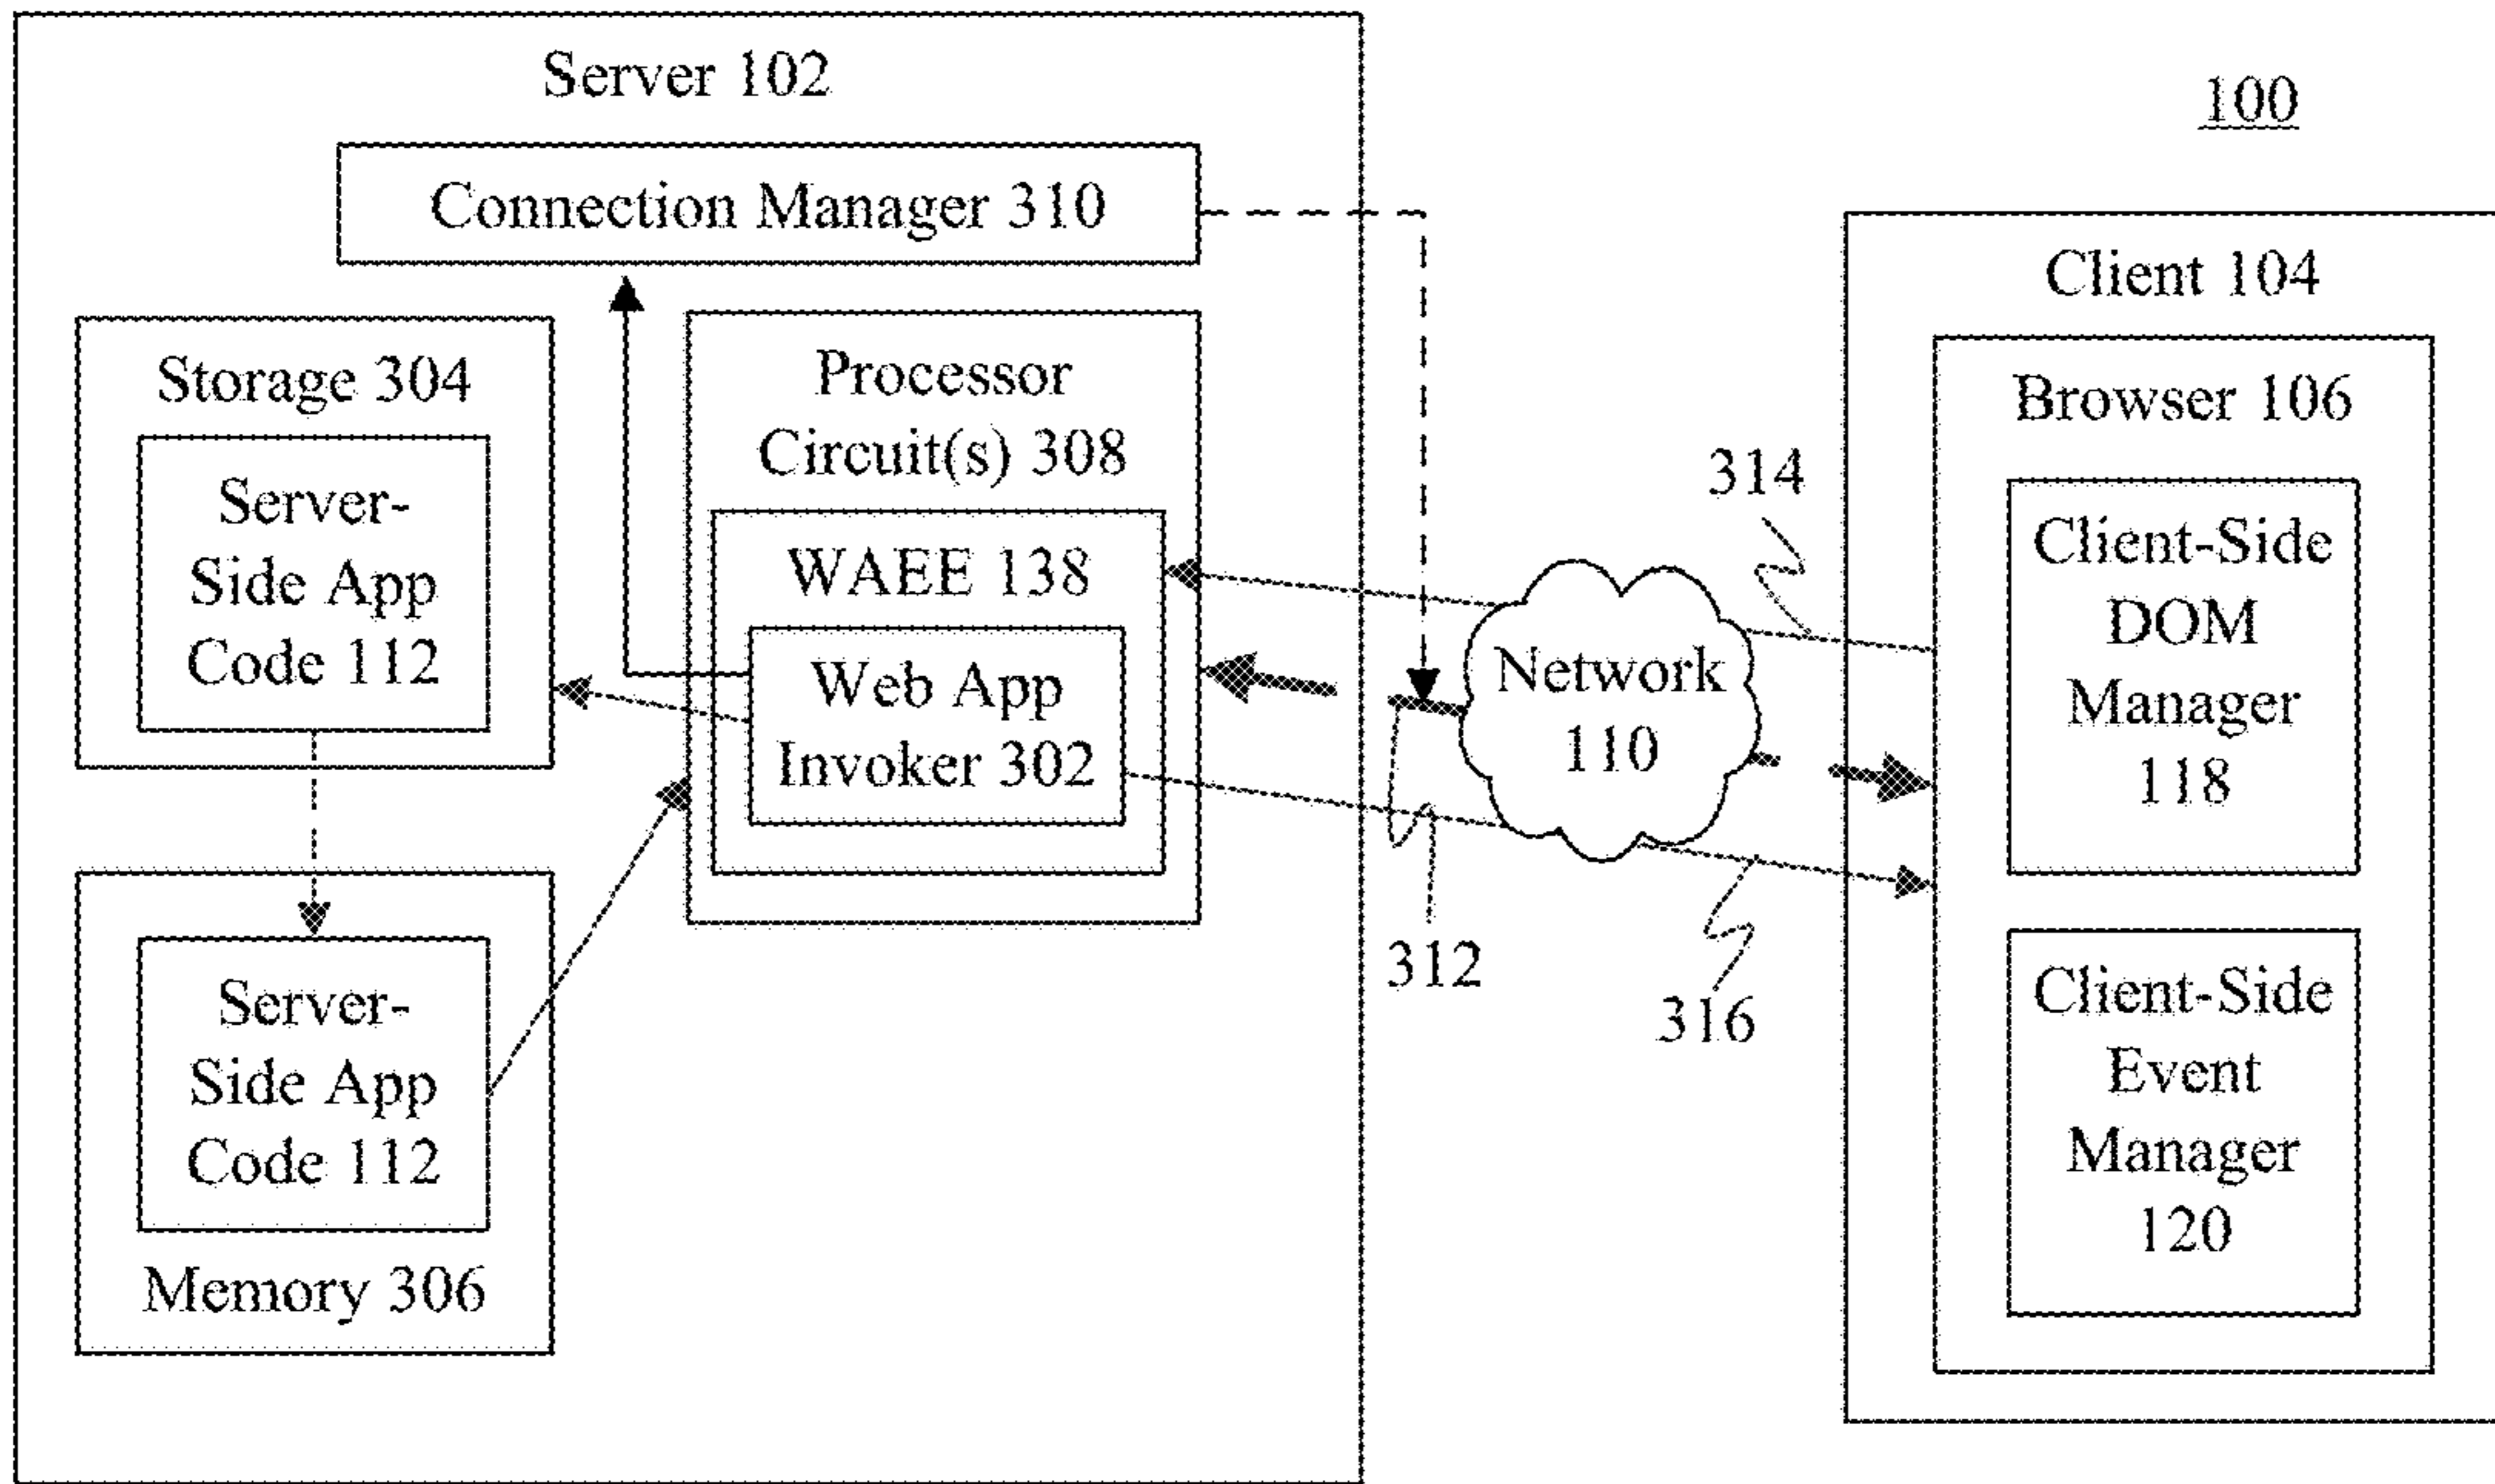 Server 102
100
Connection Manager 310
Client 104
Storage 304
Server-
Side App
Code 112
Processor
Circuit(s) 308
WAEE 138
Web App
Invoker 302
Browser 106
314
Client-Side
DOM
Manager
118
Network
110
312
316
Server-
Side App
Code 112
Memory 306
Client-Side
Event
Manager
120